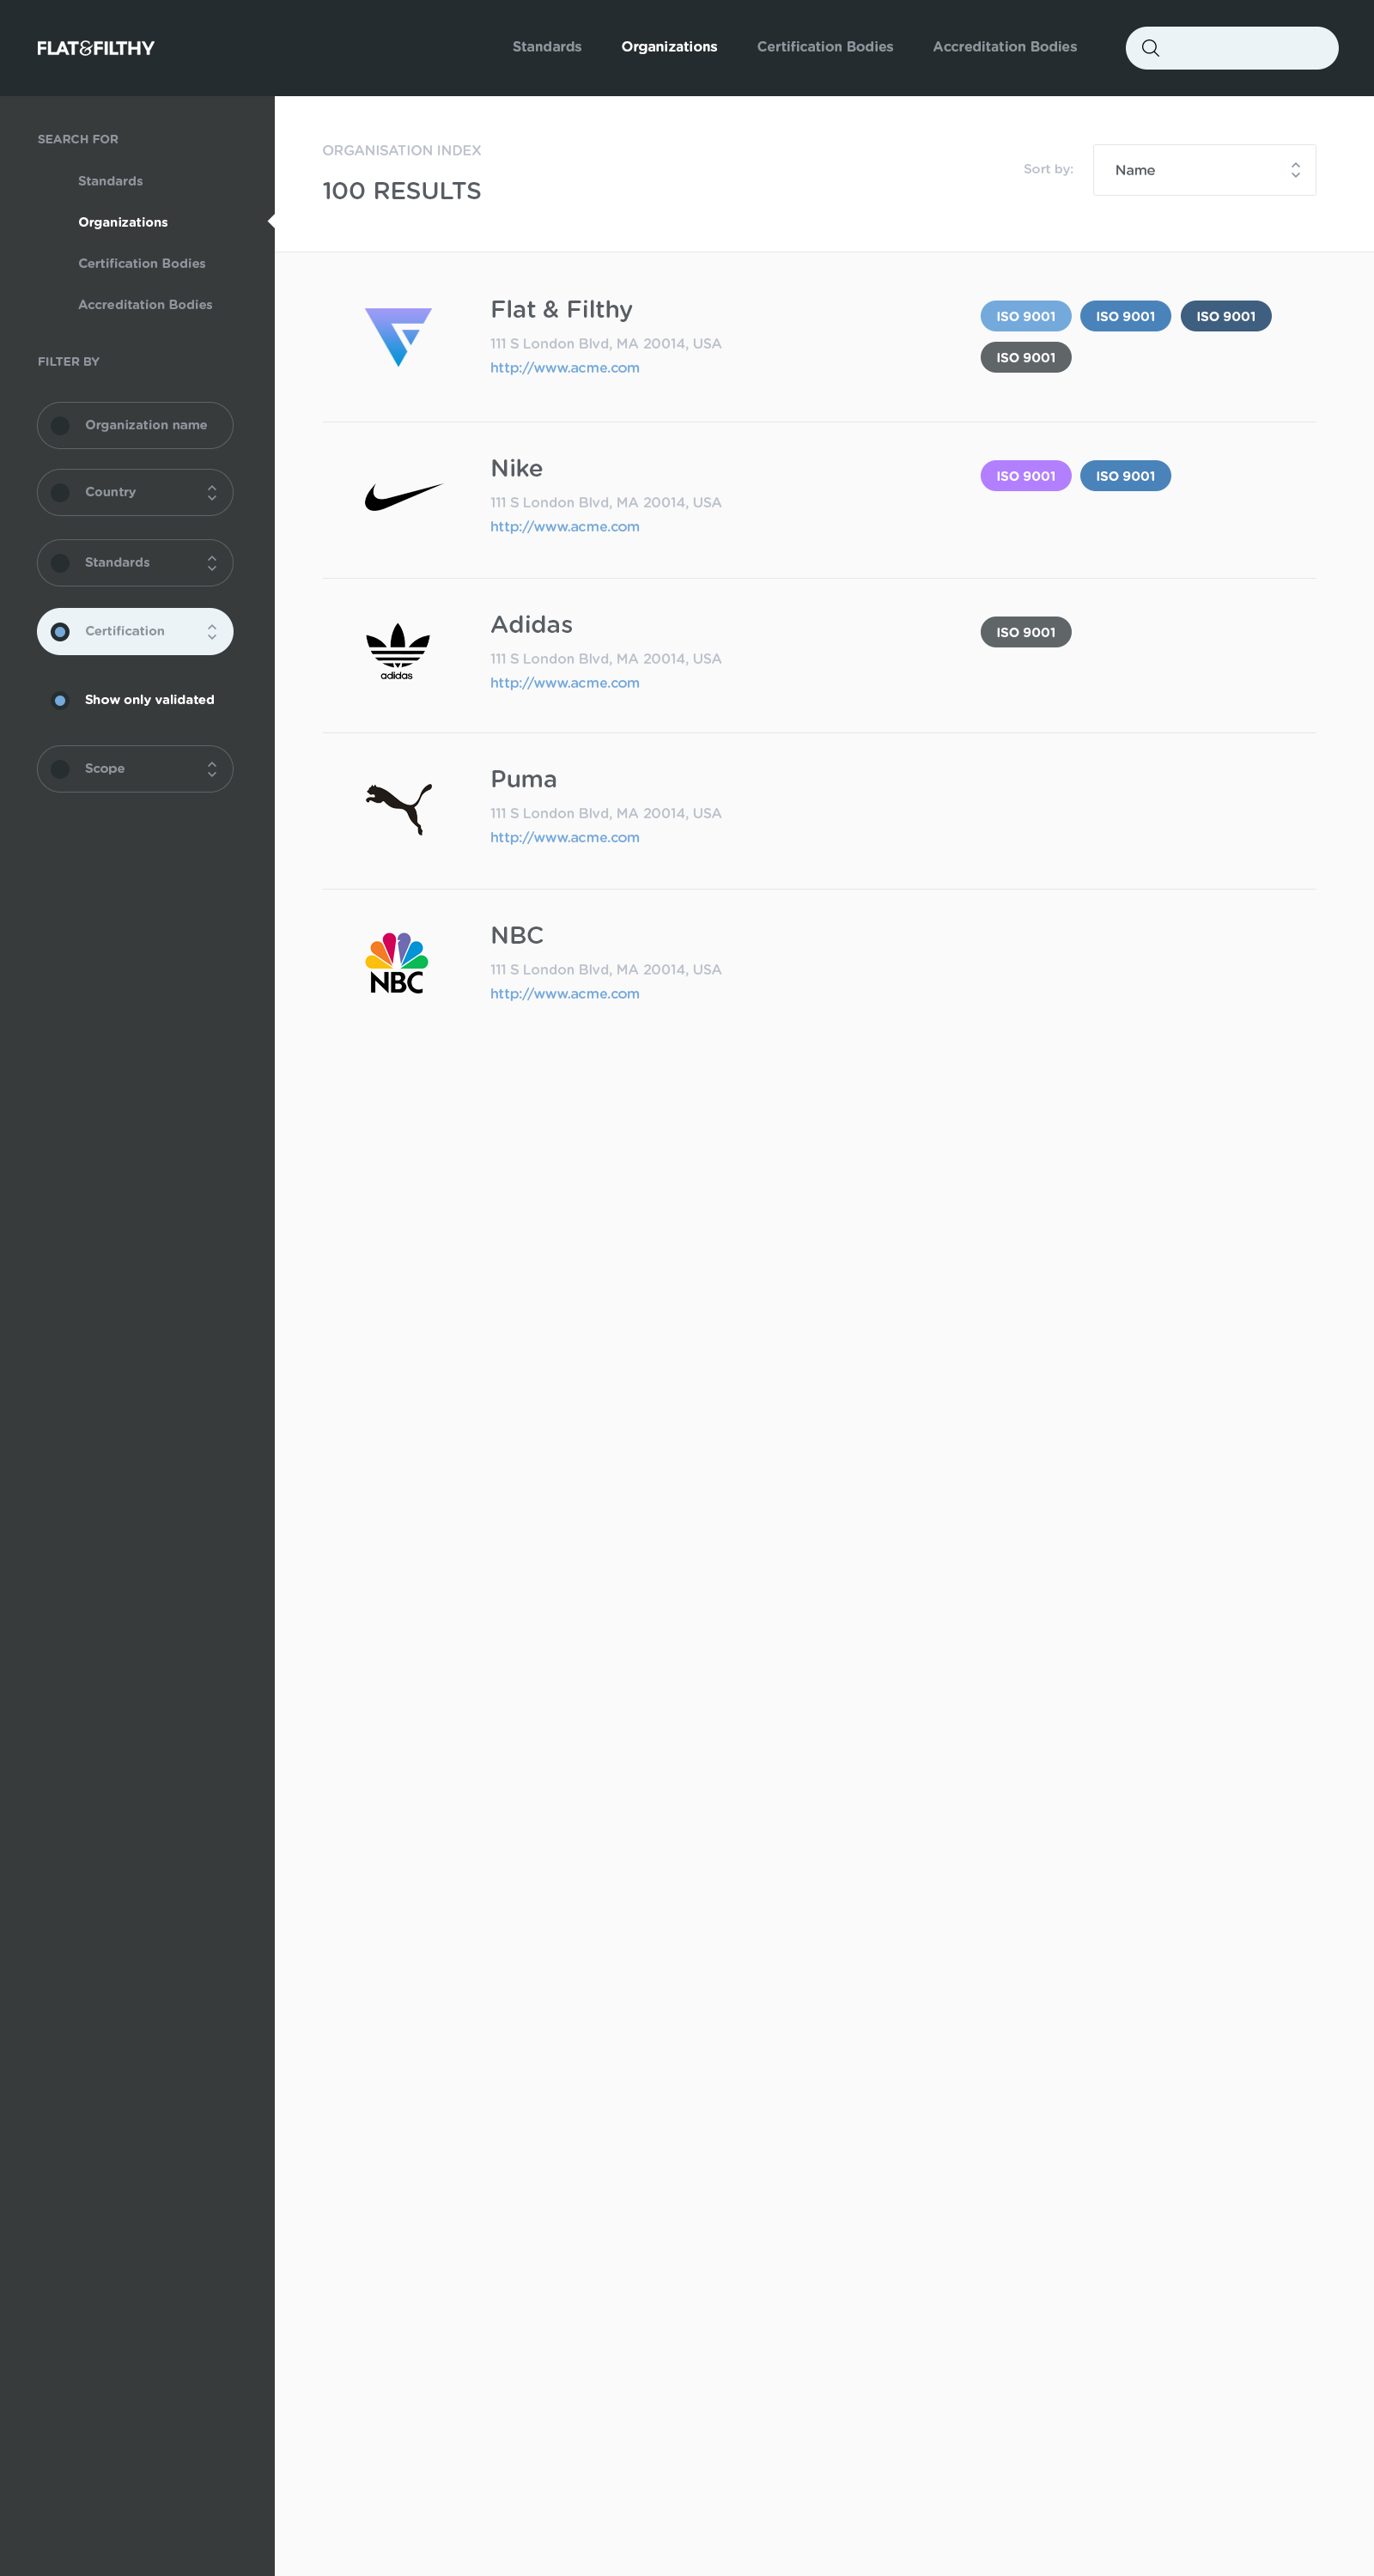 FLAT&FILTHY
Standards
Organizations
Certification Bodies
Accreditation Bodies
SEARCH FOR
Standards
Organizations
Certification Bodies
Accreditation Bodies
FILTER BY
Organization name
Country
Standards
Certification
Show only validated
Scope
ORGANISATION INDEX
100 RESULTS
Sort by:
Name
Flat & Filthy
111 S London Blvd, MA 20014, USA
http://www.acme.com
ISO 9001 ISO 9001 ISO 9001
ISO 9001
Nike
111 S London Blvd, MA 20014, USA
http://www.acme.com
ISO 9001 ISO 9001
adidas
Adidas
111 S London Blvd, MA 20014, USA
http://www.acme.com
ISO 9001
Puma
111 S London Blvd, MA 20014, USA
http://www.acme.com
NBC
NBC
111 S London Blvd, MA 20014, USA
http://www.acme.com